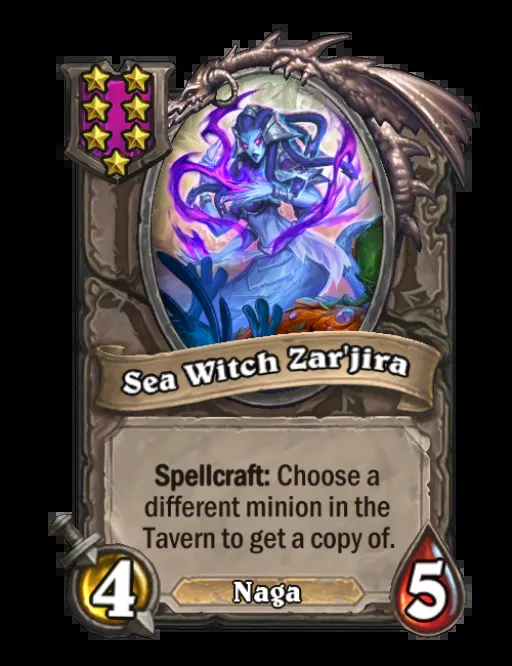 Sea Witch Zar'jira
Spellcraft: Choose a
different minion in the
Tavern to get a copy of.
4
Naga
5